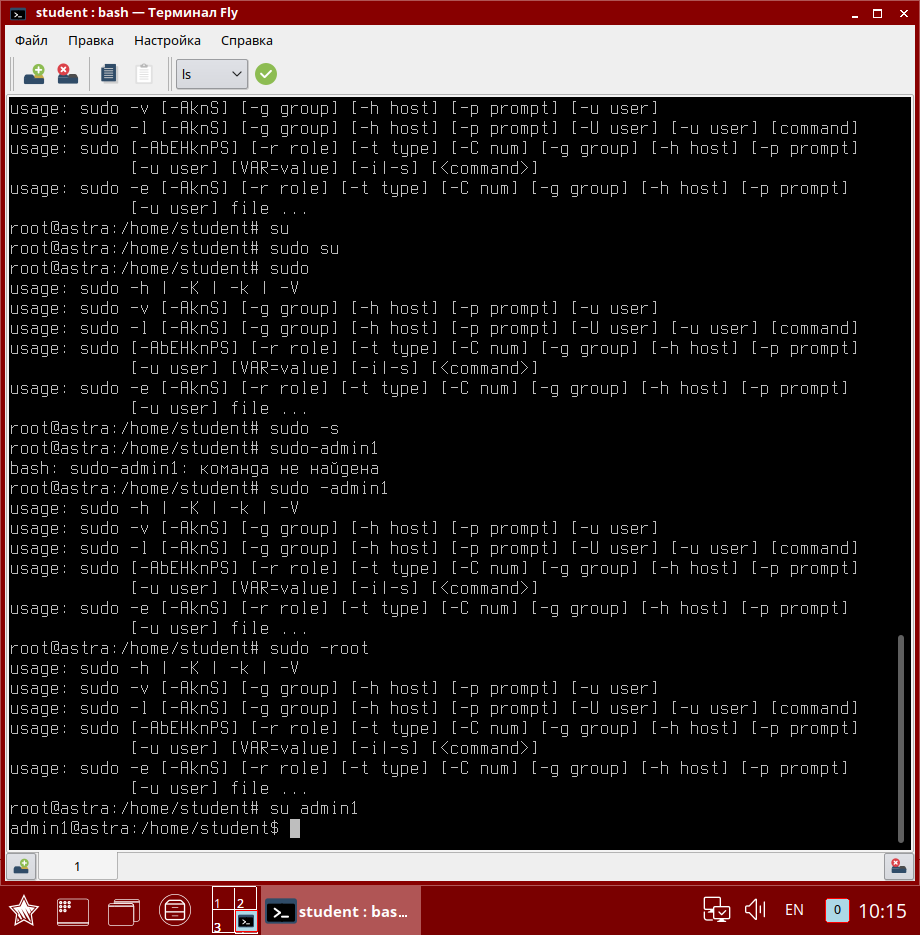 student : bash — Терминал Fly
Файл Правка Настройка Справка
ls
usage: sudo -v [-AknS] [-g group] [-h host] [-p prompt] [-u user]
usage: sudo -l [-AknS] [-g group] [-h host] [-p prompt] [-U user] [-u user] [command]
usage: sudo [-AbEHknPS] [-r role] [-t type] [-C num] [-g group] [-h host] [-p prompt]
[-u user] [VAR=value] [-i|-s] [<command>]
usage: sudo -e [-AknS] [-r role] [-t type] [-C num] [-g group] [-h host] [-p prompt]
[-u user] file ...
root@astra:/home/student# su
root@astra:/home/student# sudo su
root@astra:/home/student# sudo
usage: sudo -h | -K | -k | -V
usage: sudo -v [-AknS] [-g group] [-h host] [-p prompt] [-u user]
usage: sudo -l [-AknS] [-g group] [-h host] [-p prompt] [-U user] [-u user] [command]
usage: sudo [-AbEHknPS] [-r role] [-t type] [-C num] [-g group] [-h host] [-p prompt]
[-u user] [VAR=value] [-i|-s] [<command>]
usage: sudo -e [-AknS] [-r role] [-t type] [-C num] [-g group] [-h host] [-p prompt]
[-u user] file ...
root@astra:/home/student# sudo -s
root@astra:/home/student# sudo-admin1
bash: sudo-admin1: команда не найдена
root@astra:/home/student# sudo -admin1
usage: sudo -h | -K | -k | -V
usage: sudo -v [-AknS] [-g group] [-h host] [-p prompt] [-u user]
usage: sudo -l [-AknS] [-g group] [-h host] [-p prompt] [-U user] [-u user] [command]
usage: sudo [-AbEHknPS] [-r role] [-t type] [-C num] [-g group] [-h host] [-p prompt]
[-u user] [VAR=value] [-i|-s] [<command>]
usage: sudo -e [-AknS] [-r role] [-t type] [-C num] [-g group] [-h host] [-p prompt]
[-u user] file ...
root@astra:/home/student# sudo -root
usage: sudo -h | -K | -k | -V
usage: sudo -v [-AknS] [-g group] [-h host] [-p prompt] [-u user]
usage: sudo -l [-AknS] [-g group] [-h host] [-p prompt] [-U user] [-u user] [command]
usage: sudo [-AbEHknPS] [-r role] [-t type] [-C num] [-g group] [-h host] [-p prompt]
[-u user] [VAR=value] [-i|-s] [<command>]
usage: sudo -e [-AknS] [-r role] [-t type] [-C num] [-g group] [-h host] [-p prompt]
[-u user] file ...
root@astra:/home/student# su admin1
admin1@astra:/home/student$
1
1 2
3
student : bas...
EN 0 10:15